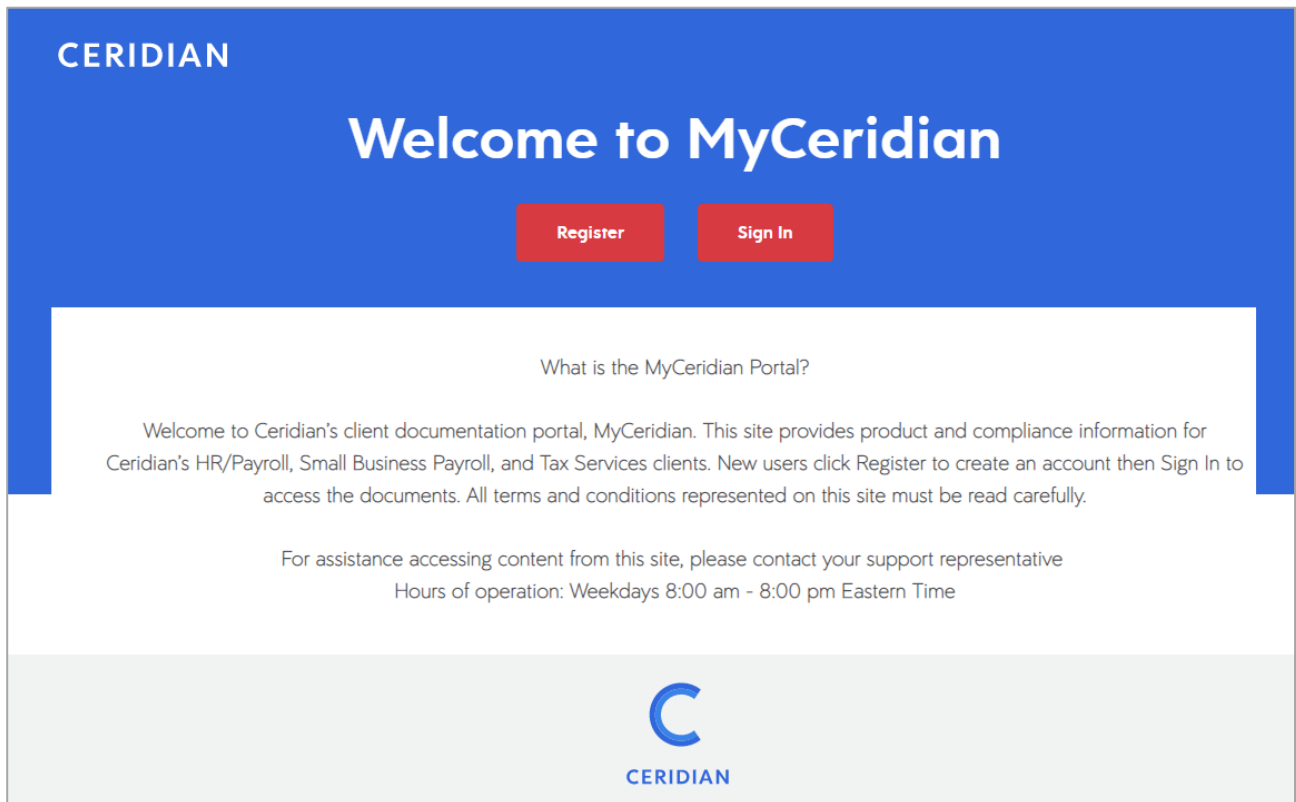 CERIDIAN
Welcome to MyCeridian
Register
Sign In
What is the MyCeridian Portal?
Welcome to Ceridian’s client documentation portal, MyCeridian. This site provides product and compliance information for
Ceridian’s HR/Payroll, Small Business Payroll, and Tax Services clients. New users click Register to create an account then Sign In to
access the documents. All terms and conditions represented on this site must be read carefully.
For assistance accessing content from this site, please contact your support representative
Hours of operation: Weekdays 8:00 am - 8:00 pm Eastern Time
CERIDIAN